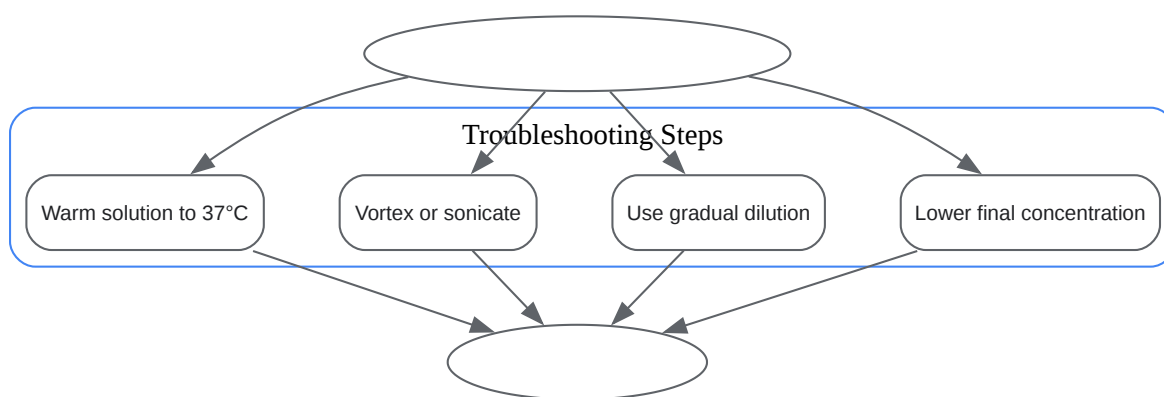 Troubleshooting Steps
Warm solution to 37°C
Vortex or sonicate
Use gradual dilution
Lower final concentration